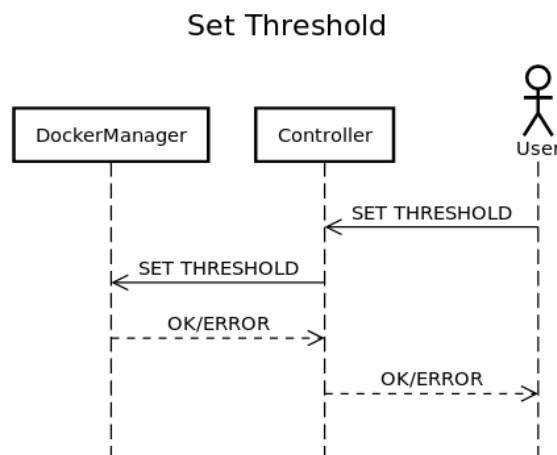 Set Threshold
DockerManager
Controller
User
SET THRESHOLD
SET THRESHOLD
OK/ERROR
OK/ERROR